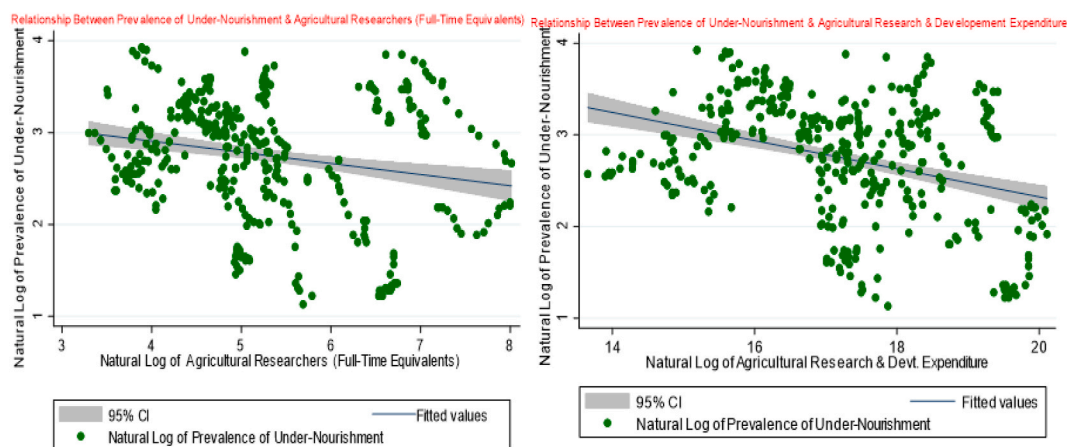 Relationship Between Prevalence of Under-Nourishment & Agricultural Researchers (Full-Time Equivalents)
Natural Log of Prevalence of Under-Nourishment
4
3
2
1
3 4 5 6 7 8
Natural Log of Agricultural Researchers (Full-Time Equivalents)
95% CI Fitted values
Natural Log of Prevalence of Under-Nourishment
Relationship Between Prevalence of Under-Nourishment & Agricultural Research & Developement Expenditure
Natural Log of Prevalence of Under-Nourishment
4
3
2
1
14 16 18 20
Natural Log of Agricultural Research & Devt. Expenditure
95% CI Fitted values
Natural Log of Prevalence of Under-Nourishment